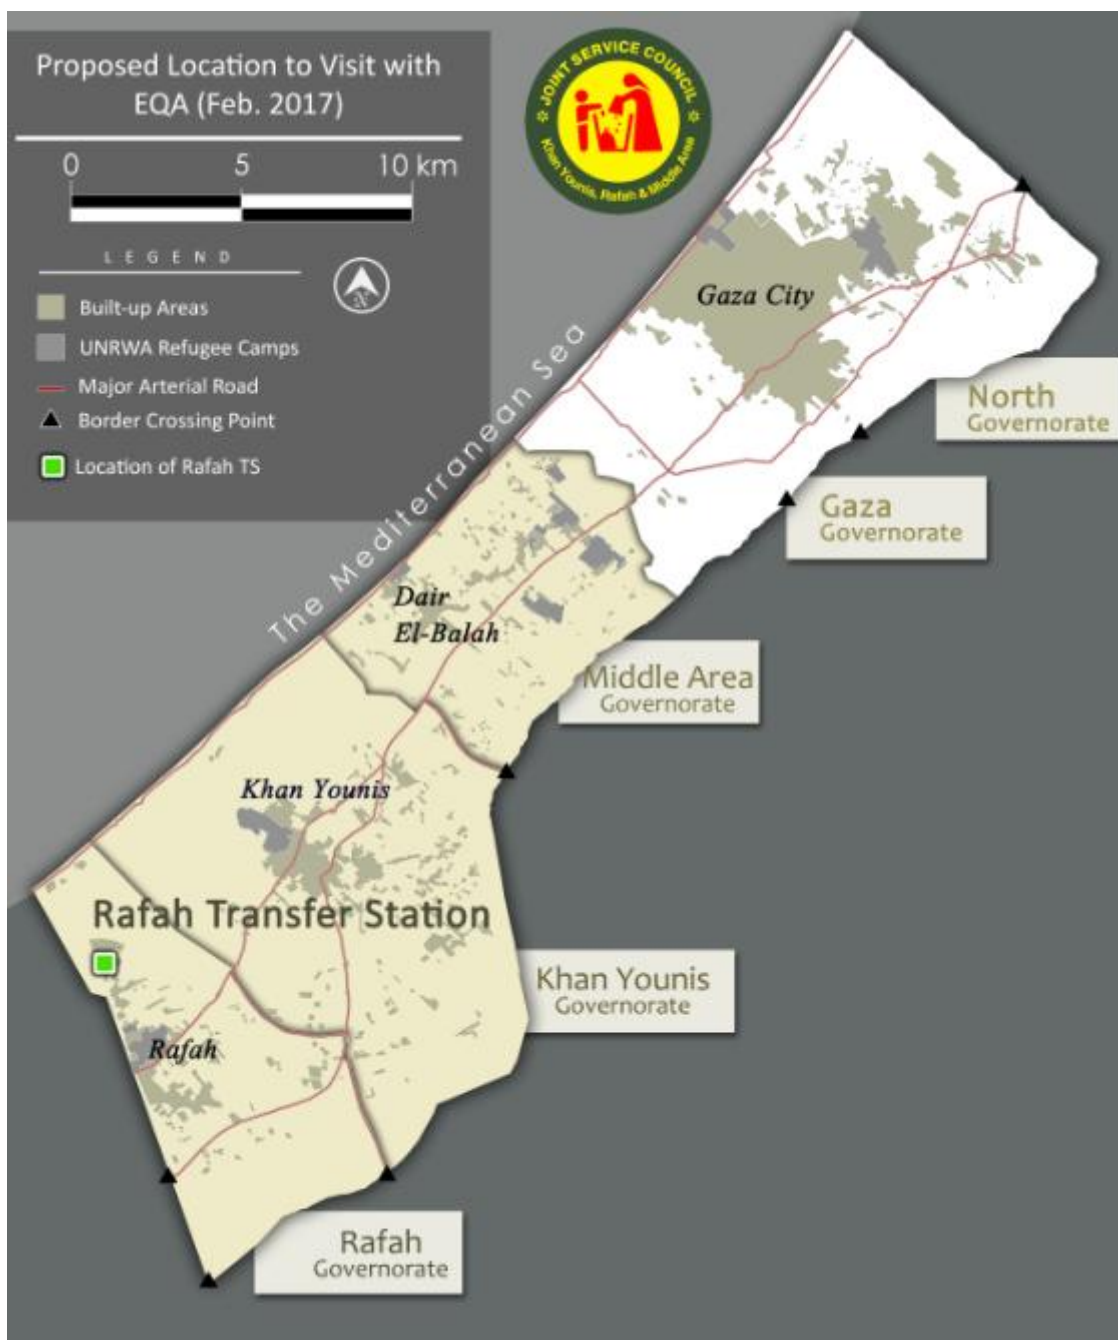 Proposed Location to Visit with
EQA (Feb. 2017)
0 5 10 km
LEGEND
N
Built-up Areas
UNRWA Refugee Camps
Major Arterial Road
Border Crossing Point
Location of Rafah TS
JOINT SERVICE COUNCIL
Khan Younis, Rafah & Middle Area
The Mediterranean Sea
Gaza City
North
Governorate
Gaza
Governorate
Dair
El-Balah
Middle Area
Governorate
Khan Younis
Rafah Transfer Station
Khan Younis
Governorate
Rafah
Rafah
Governorate